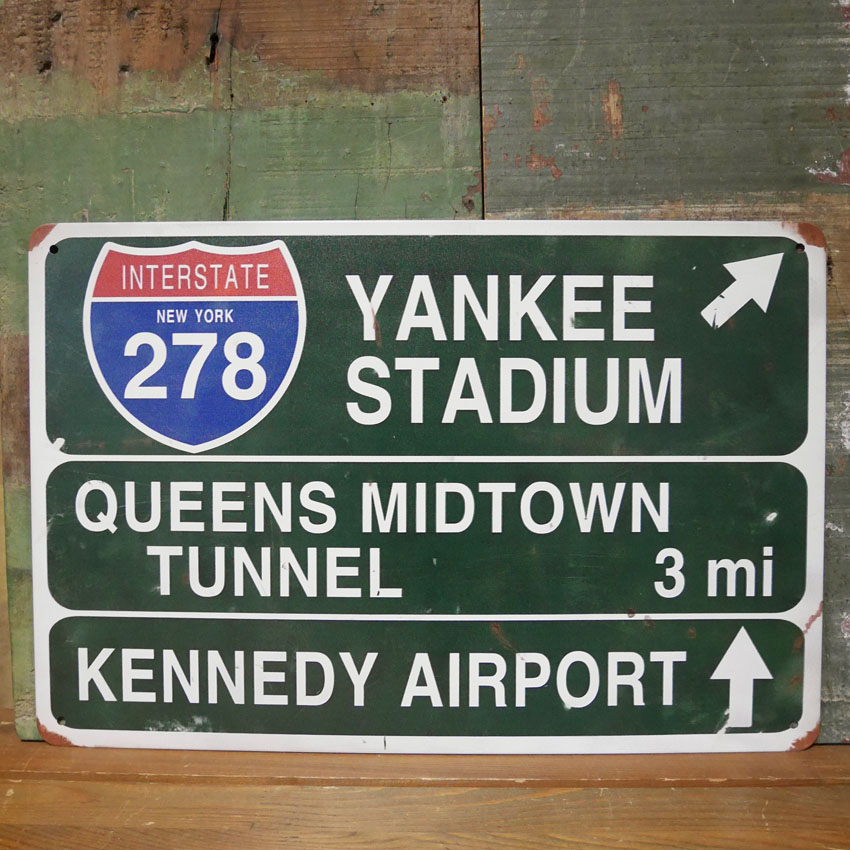 INTERSTATE
NEW YORK
278
YANKEE
STADIUM
QUEENS MIDTOWN
TUNNEL 3 mi
KENNEDY AIRPORT